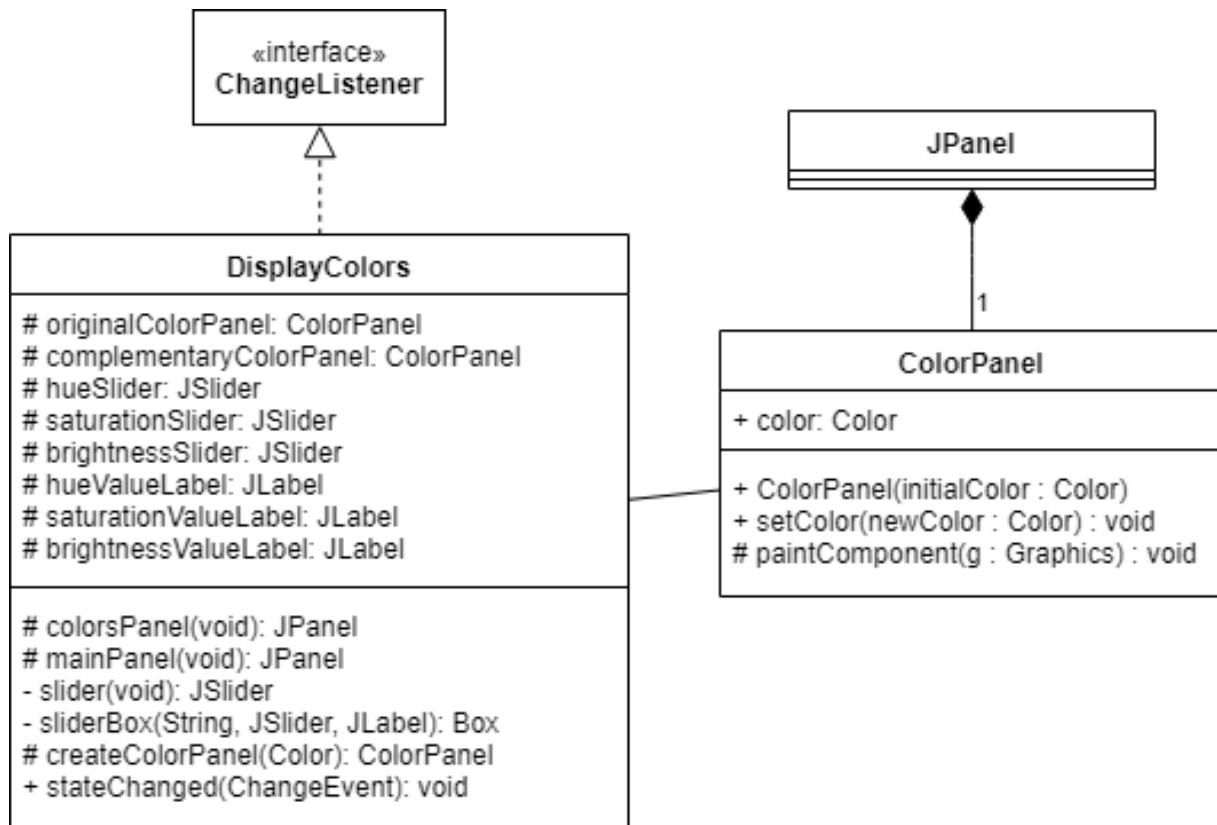 «interface»
ChangeListener
JPanel
1
DisplayColors
# originalColorPanel: ColorPanel
# complementaryColorPanel: ColorPanel
# hueSlider: JSlider
# saturationSlider: JSlider
# brightnessSlider: JSlider
# hueValueLabel: JLabel
# saturationValueLabel: JLabel
# brightnessValueLabel: JLabel
# colorsPanel(void): JPanel
# mainPanel(void): JPanel
- slider(void): JSlider
- sliderBox(String, JSlider, JLabel): Box
# createColorPanel(Color): ColorPanel
+ stateChanged(ChangeEvent): void
ColorPanel
+ color: Color
+ ColorPanel(initialColor : Color)
+ setColor(newColor : Color) : void
# paintComponent(g : Graphics) : void